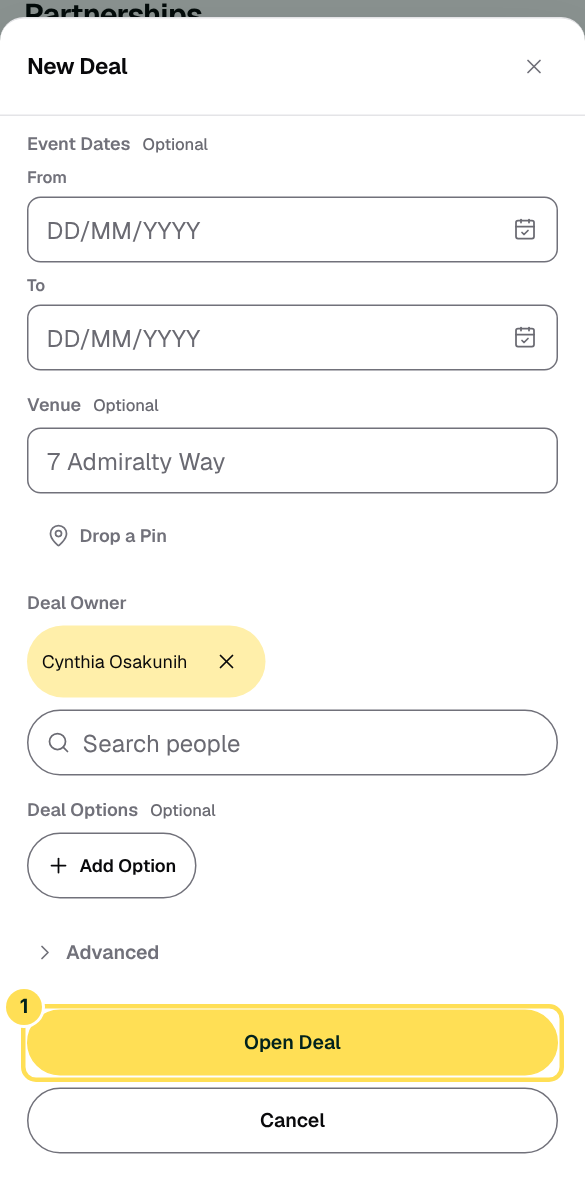 Partnerships
New Deal
Event Dates Optional
From
DD/MM/YYYY
To
DD/MM/YYYY
Venue Optional
7 Admiralty Way
Drop a Pin
Deal Owner
Cynthia Osakunih
Search people
Deal Options Optional
Add Option
Advanced
1
Open Deal
Cancel